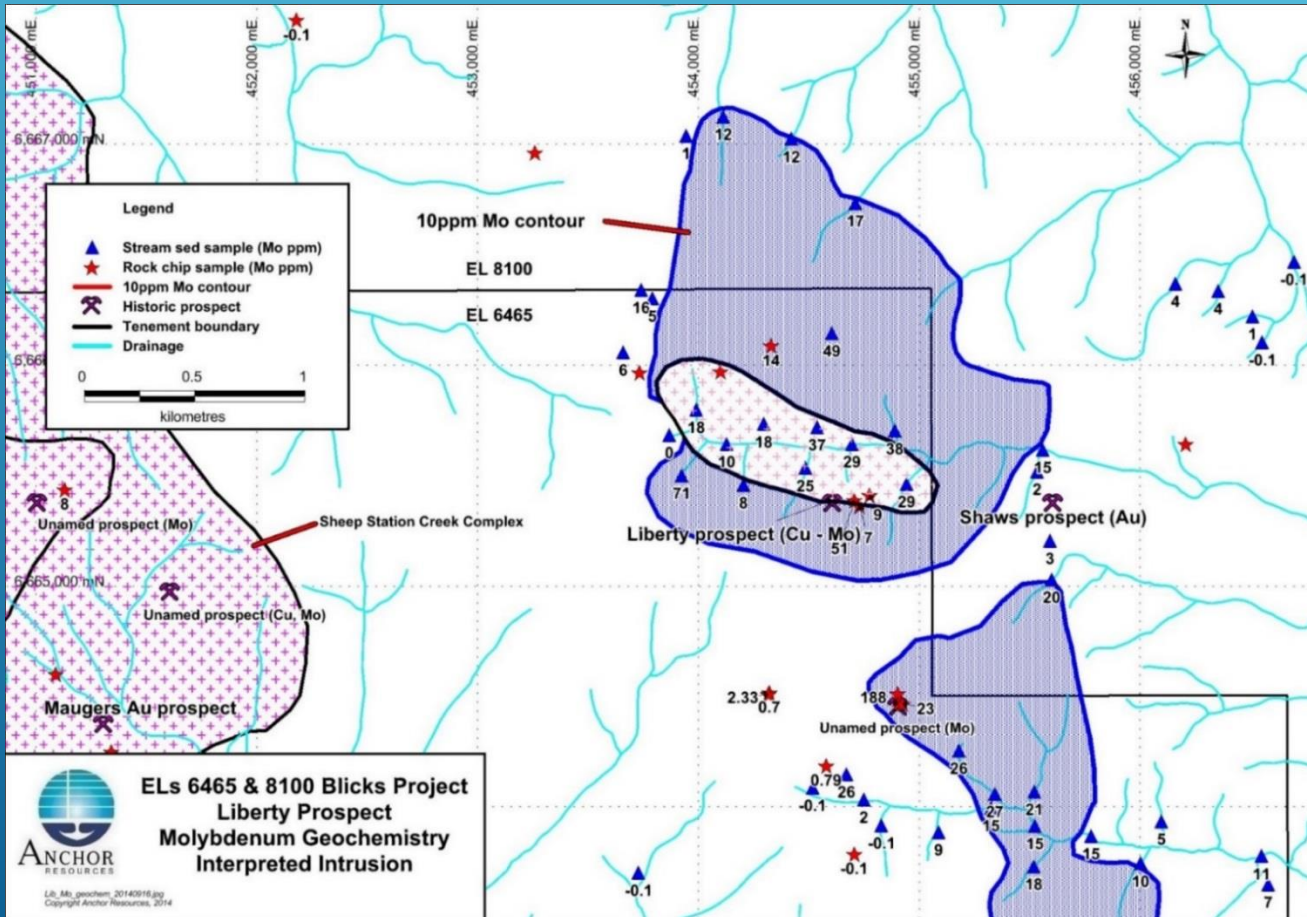 451,000 mE
452,000 mE
453,000 mE
454,000 mE
455,000 mE
456,000 mE
-0.1
6,667,000 mN
12
1
12
17
Legend
Stream sed sample (Mo ppm)
Rock chip sample (Mo ppm)
10ppm Mo contour
Historic prospect
Tenement boundary
Drainage
0 0.5 1
kilometres
10ppm Mo contour
EL 8100
EL 6465
N
-0.1
4
4
1
-0.1
16
5
49
14
6
6,66
18
18
37
38
0
10
29
15
71
8
25
29
2
9
7
51
Liberty prospect (Cu - Mo)
Shaws prospect (Au)
3
20
8
Unamed prospect (Mo)
Sheep Station Creek Complex
6,665,000 mN
Unamed prospect (Cu, Mo)
Maugers Au prospect
2.33
0.7
188
23
Unamed prospect (Mo)
26
0.79
-0.1
26
2
-0.1
9
27
15
21
15
15
5
-0.1
-0.1
18
10
11
7
ANCHOR
RESOURCES
ELs 6465 & 8100 Blicks Project
Liberty Prospect
Molybdenum Geochemistry
Interpreted Intrusion
Lib_Mo_geochem_20140916.jpg
Copyright Anchor Resources, 2014